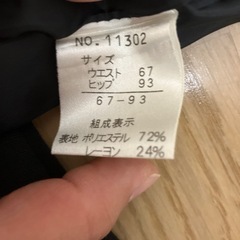 NO.11302
サイズ
ウエスト 67
ヒップ 93
67-93
組成表示
表地 ポリエステル 72%
レーヨン 24%